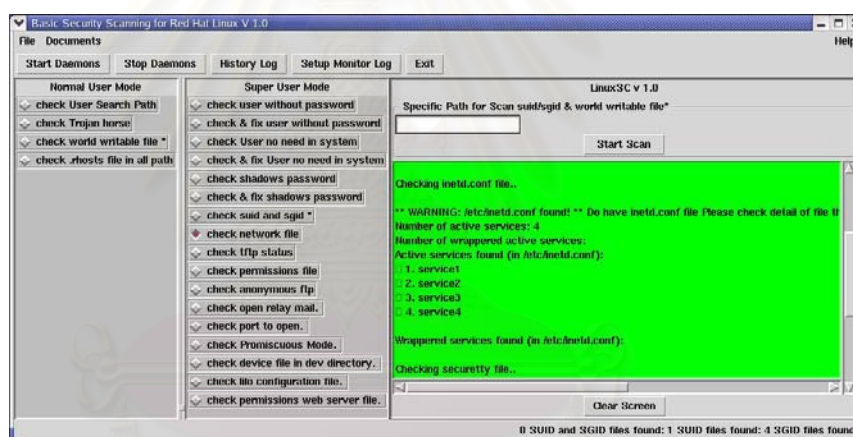 Basic Security Scanning for Red Hat Linux V 1.0
File Documents Help
Start Daemons Stop Daemons History Log Setup Monitor Log Exit
Normal User Mode
check User Search Path
check Trojan horse
check world writable file *
check .rhosts file in all path
Super User Mode
check user without password
check & fix user without password
check User no need in system
check & fix User no need in system
check shadows password
check & fix shadows password
check suid and sgid *
check network file
check tftp status
check permissions file
check anonymous ftp
check open relay mail.
check port to open.
check Promiscuous Mode.
check device file in dev directory.
check lilo configuration file.
check permissions web server file.
LinuxSC v 1.0
Specific Path for Scan suid/sgid & world writable file*
Start Scan
Checking inetd.conf file..
** WARNING: /etc/inetd.conf found! ** Do have inetd.conf file Please check detail of file th
Number of active services: 4
Number of wrappered active services:
Active services found (in /etc/inetd.conf):
1. service1
2. service2
3. service3
4. service4
Wrappered services found (in /etc/inetd.conf):
Checking securetty file..
Clear Screen
0 SUID and SGID files found: 1 SUID files found: 4 SGID files found